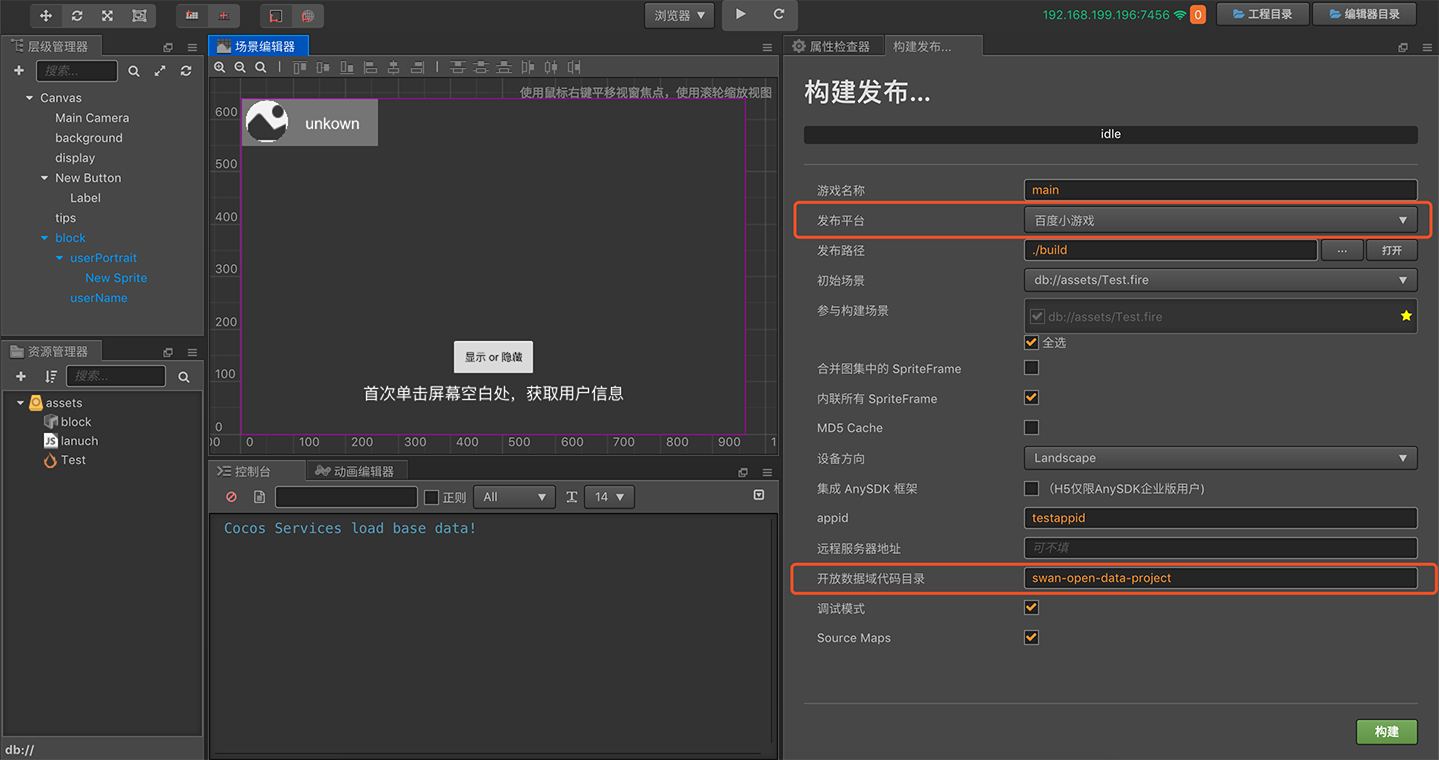 浏览器
192.168.199.196:7456 0
工程目录
编辑器目录
层级管理器
搜索...
Canvas
Main Camera
background
display
New Button
Label
tips
block
userPortrait
New Sprite
userName
资源管理器
搜索...
assets
block
lanuch
Test
db://
场景编辑器
使用鼠标右键平移视窗焦点，使用滚轮缩放视图
600
500
400
300
200
100
0
unkown
显示 or 隐藏
首次单击屏幕空白处，获取用户信息
00 0 100 200 300 400 500 600 700 800 900 1
控制台
动画编辑器
正则
All
14
Cocos Services load base data!
属性检查器
构建发布...
构建发布...
idle
游戏名称 main
发布平台 百度小游戏
发布路径 ./build ... 打开
初始场景 db://assets/Test.fire
参与构建场景 db://assets/Test.fire
全选
合并图集中的 SpriteFrame
内联所有 SpriteFrame
MD5 Cache
设备方向 Landscape
集成 AnySDK 框架 （H5仅限AnySDK企业版用户）
appid testappid
远程服务器地址 可不填
开放数据域代码目录 swan-open-data-project
调试模式
Source Maps
构建